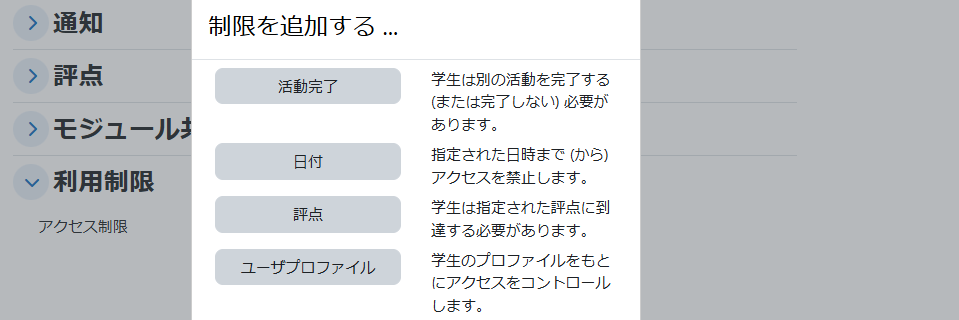 通知
評点
モジュール共
利用制限
アクセス制限
制限を追加する ...
活動完了
学生は別の活動を完了する
(または完了しない) 必要が
あります。
日付
指定された日時まで (から)
アクセスを禁止します。
評点
学生は指定された評点に到
達する必要があります。
ユーザプロファイル
学生のプロファイルをもと
にアクセスをコントロール
します。